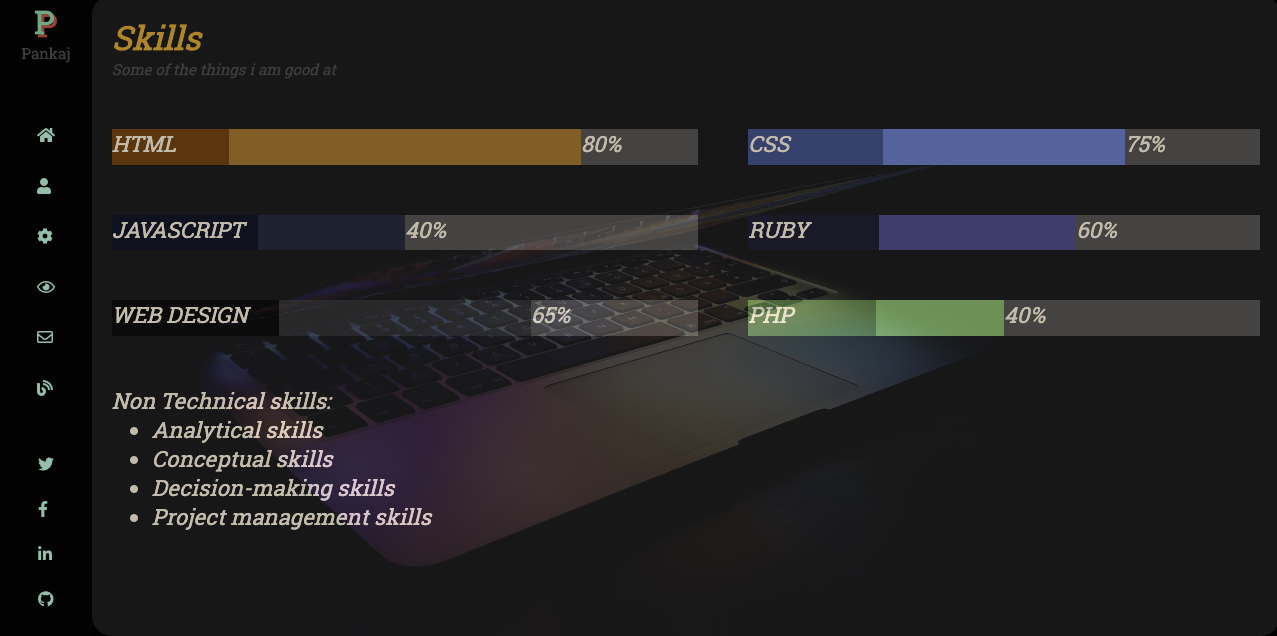 P
Pankaj
Skills
Some of the things i am good at
HTML 80%
CSS 75%
JAVASCRIPT 40%
RUBY 60%
WEB DESIGN 65%
PHP 40%
Non Technical skills:
• Analytical skills
• Conceptual skills
• Decision-making skills
• Project management skills